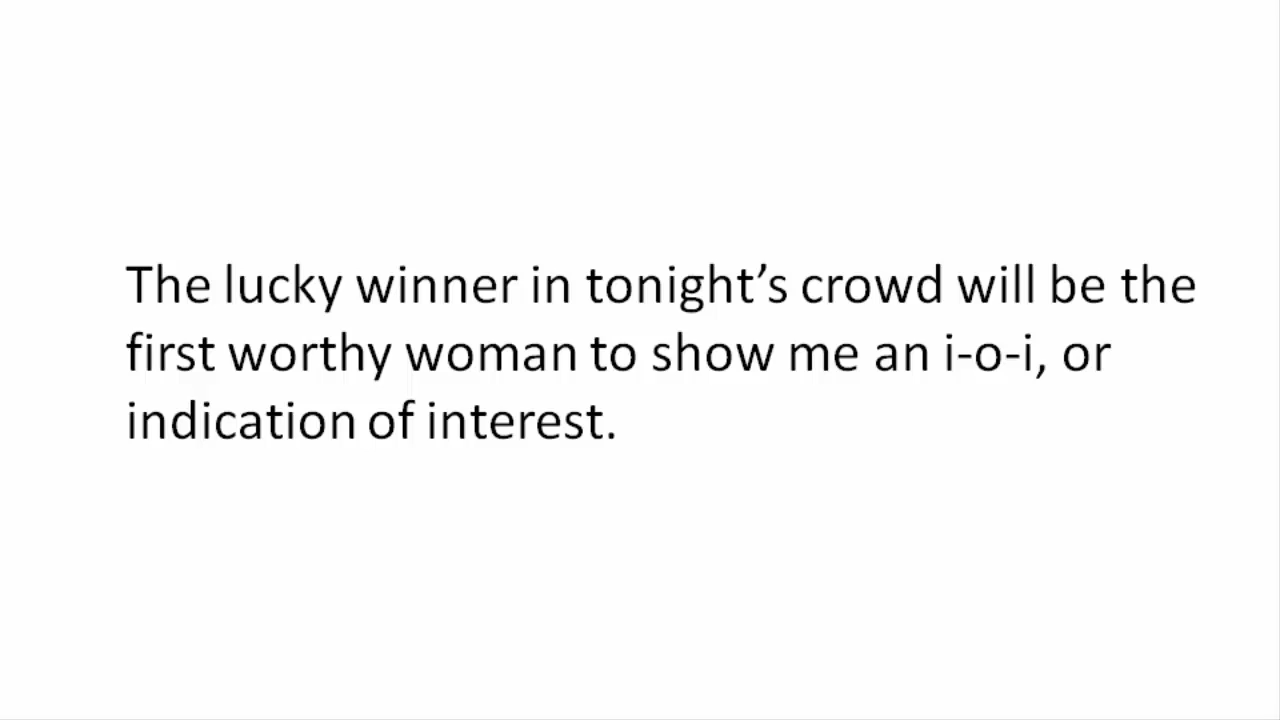 The lucky winner in tonight’s crowd will be the
first worthy woman to show me an i-o-i, or
indication of interest.